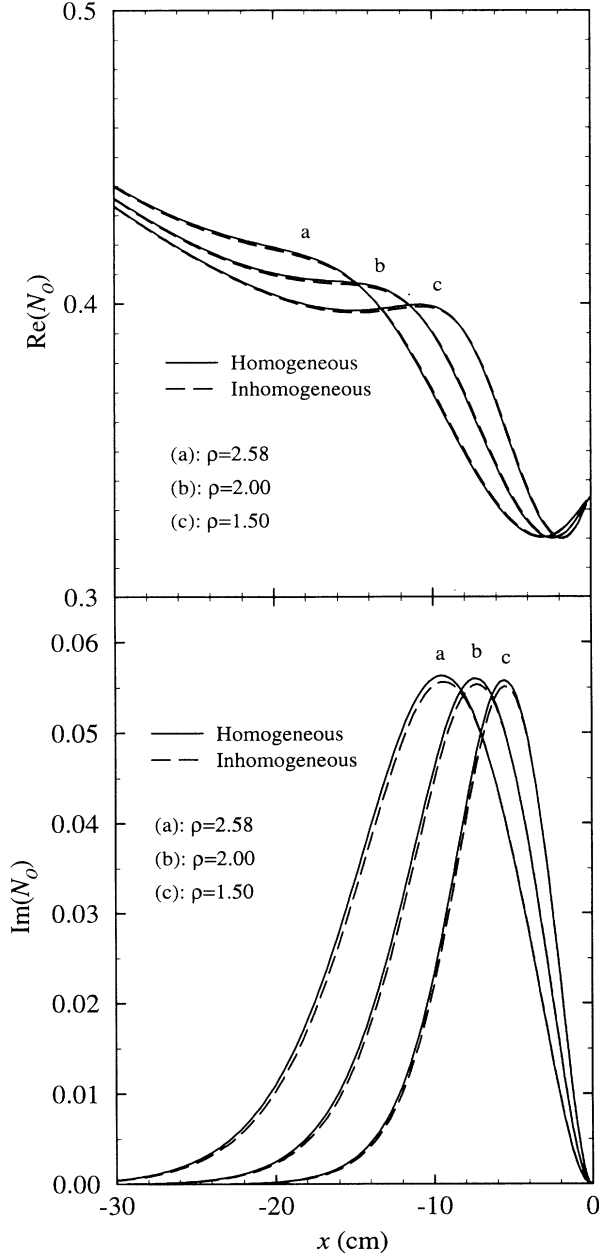 0.5
Re(Nₒ)
a
b
c
0.4
Homogeneous
Inhomogeneous
(a): ρ=2.58
(b): ρ=2.00
(c): ρ=1.50
0.3
0.06
a
b
c
0.05
Homogeneous
Inhomogeneous
0.04
(a): ρ=2.58
(b): ρ=2.00
(c): ρ=1.50
Im(Nₒ)
0.03
0.02
0.01
0.00
-30 -20 -10 0
x (cm)